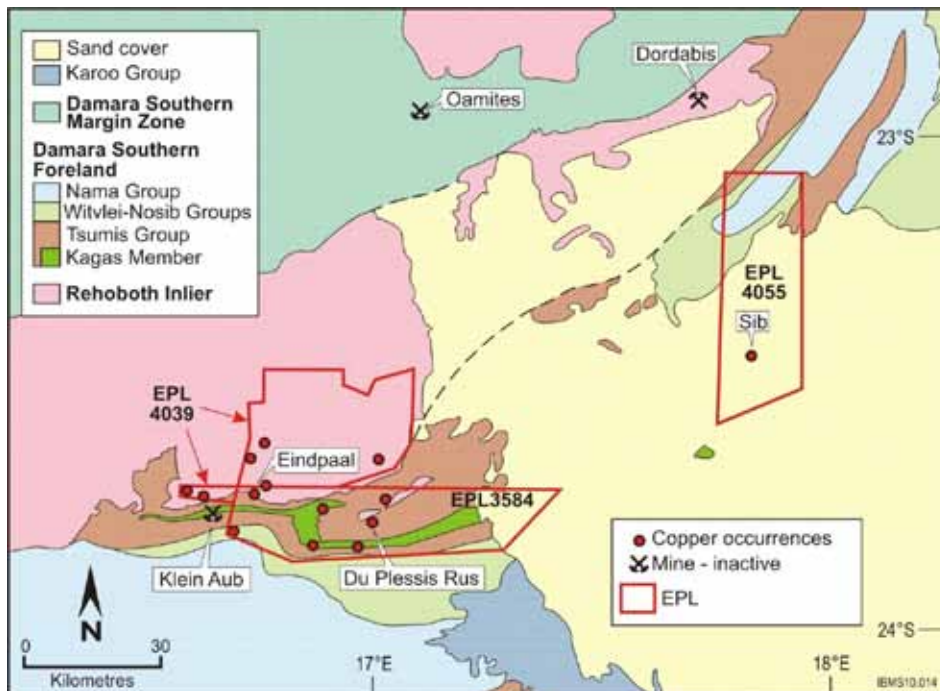 Sand cover
Karoo Group
Damara Southern
Margin Zone
Damara Southern
Foreland
Nama Group
Witvlei-Nosib Groups
Tsumis Group
Kagas Member
Rehoboth Inlier
Dordabis
Oamites
23°S
EPL
4055
Sib
EPL
4039
Eindpaal
EPL3584
Klein Aub
Du Plessis Rus
Copper occurrences
Mine - inactive
EPL
N
0
30
Kilometres
17°E
18°E
24°S
IBMS10.014